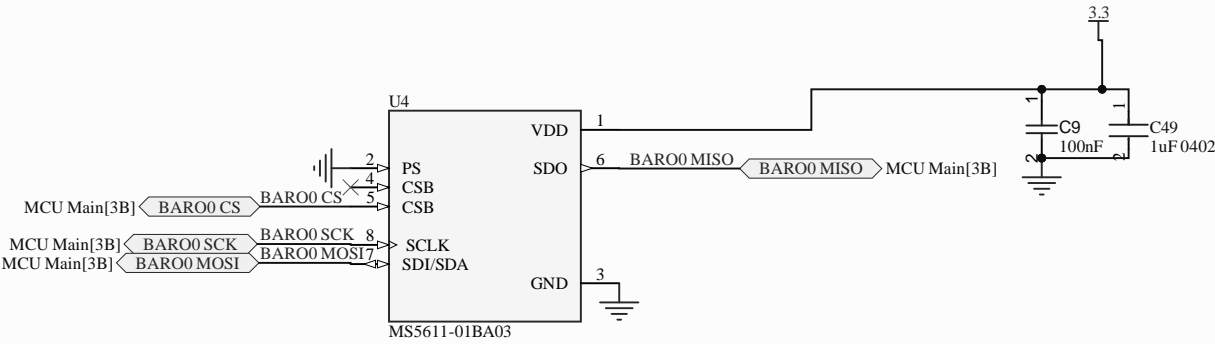 3.3
U4
VDD 1
1 C9 100nF 2
1 C49 1uF 0402 2
2 PS
SDO 6 BARO0 MISO BARO0 MISO MCU Main[3B]
4 CSB
MCU Main[3B] BARO0 CS BARO0 CS 5 CSB
MCU Main[3B] BARO0 SCK BARO0 SCK 8 SCLK
MCU Main[3B] BARO0 MOSI BARO0 MOSI 7 SDI/SDA
GND 3
MS5611-01BA03